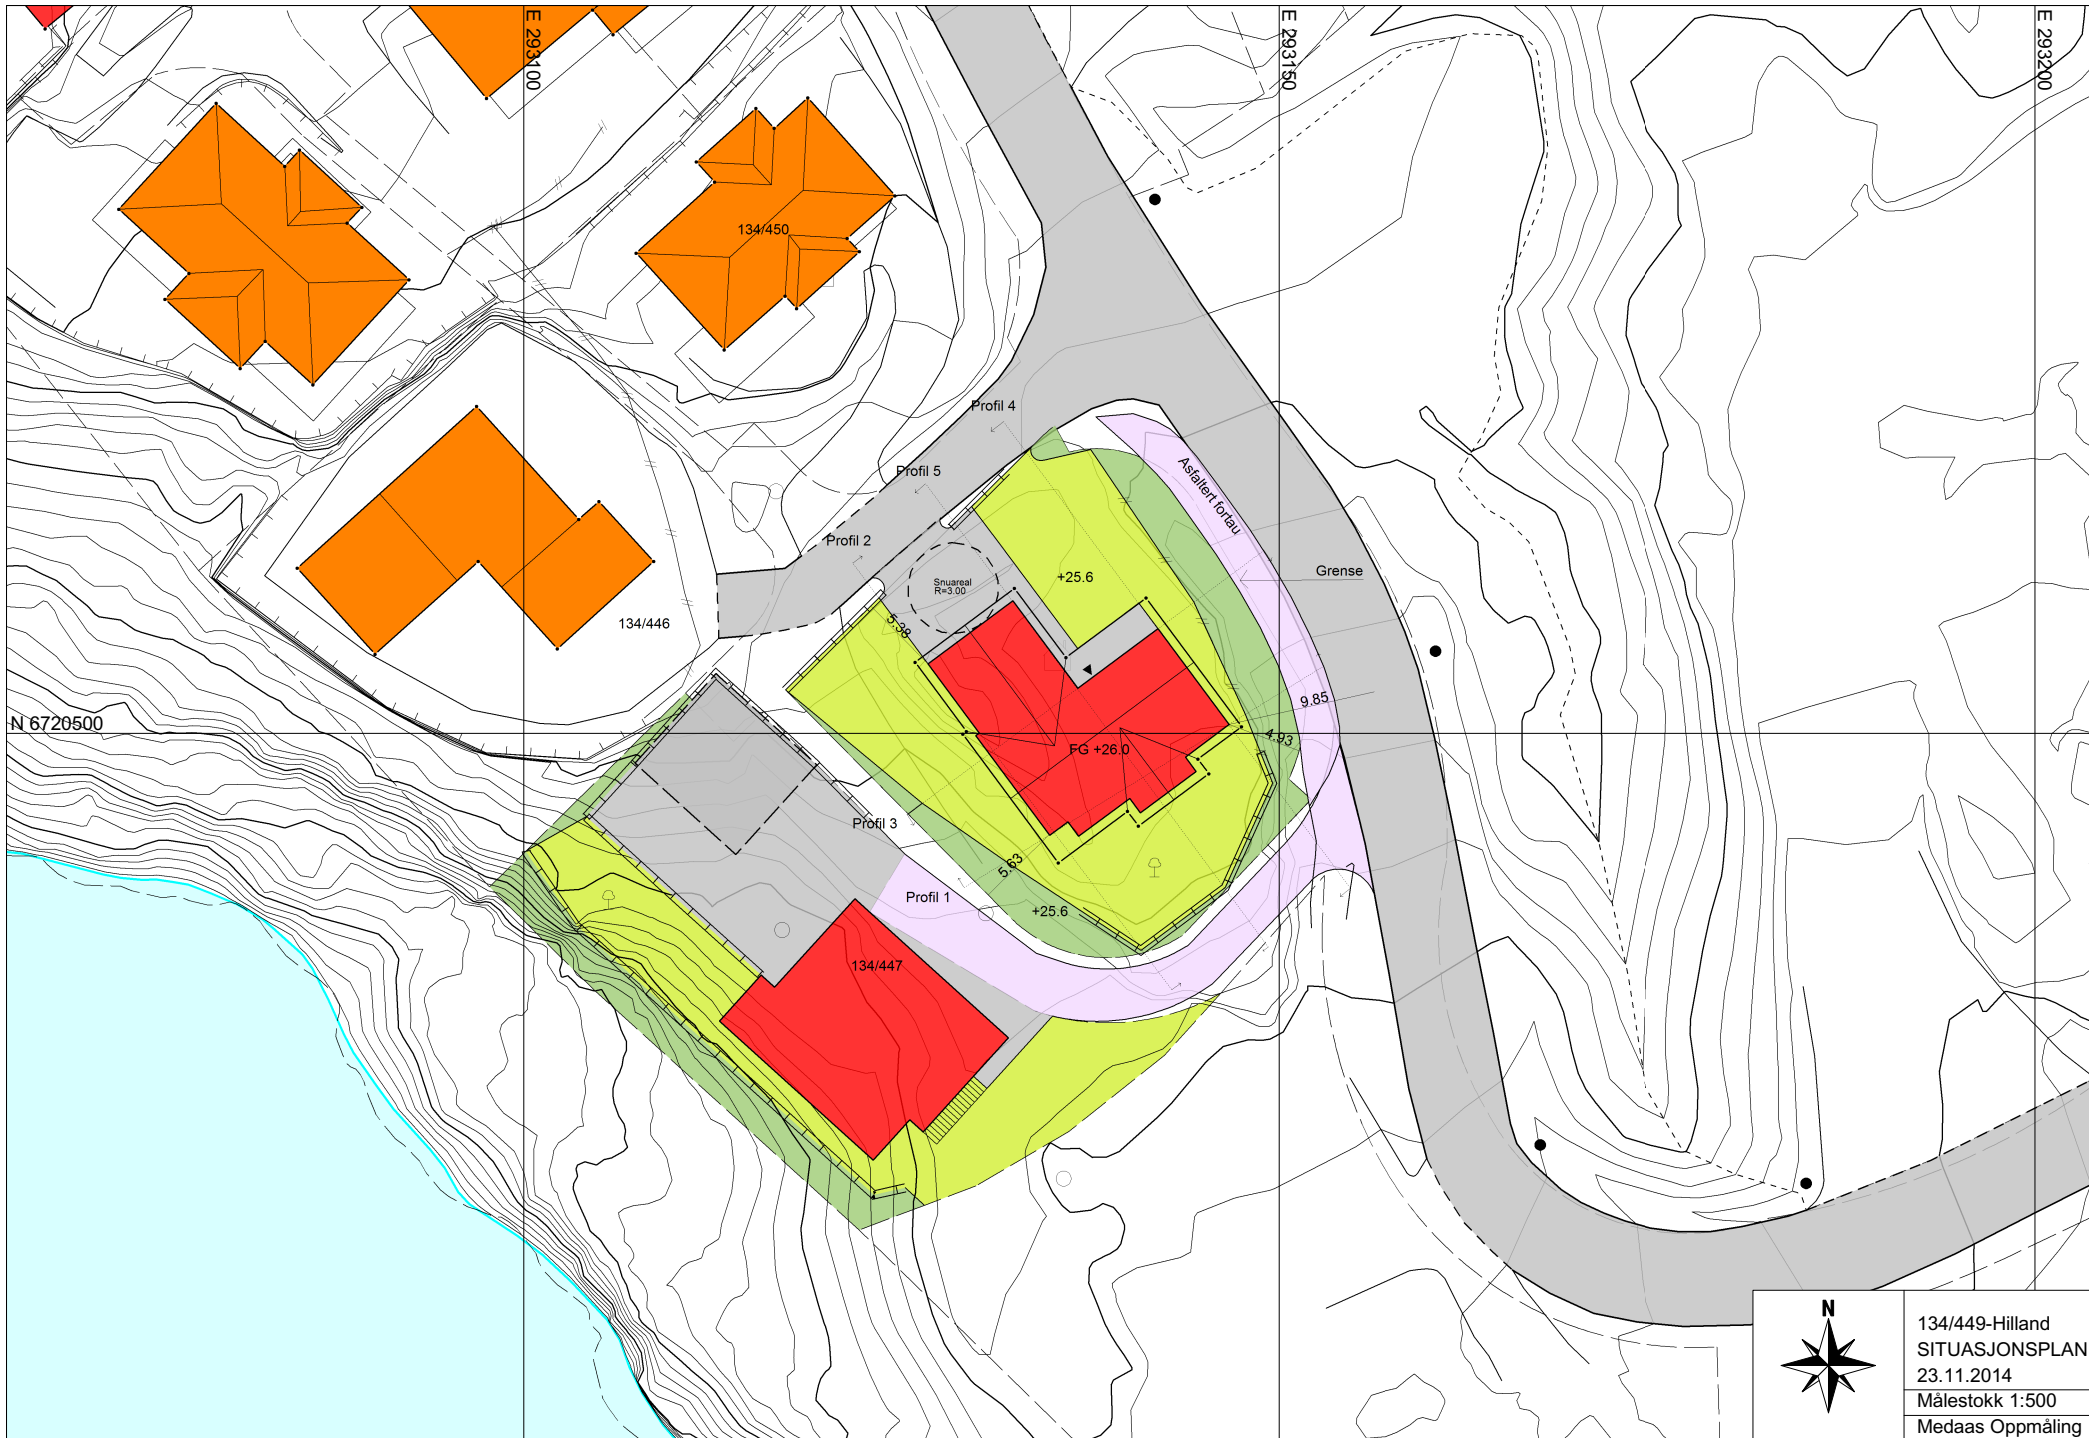 E 293100
E 293150
E 293200
134/450
Profil 4
Profil 5
Asfaltert fortau
Profil 2
Grense
+25.6
Snuareal
R=3.00
134/446
5.38
9.85
N 6720500
4.93
FG +26.0
Profil 3
5.63
Profil 1
+25.6
134/447
N
134/449-Hilland
SITUASJONSPLAN
23.11.2014
Målestokk 1:500
Medaas Oppmåling